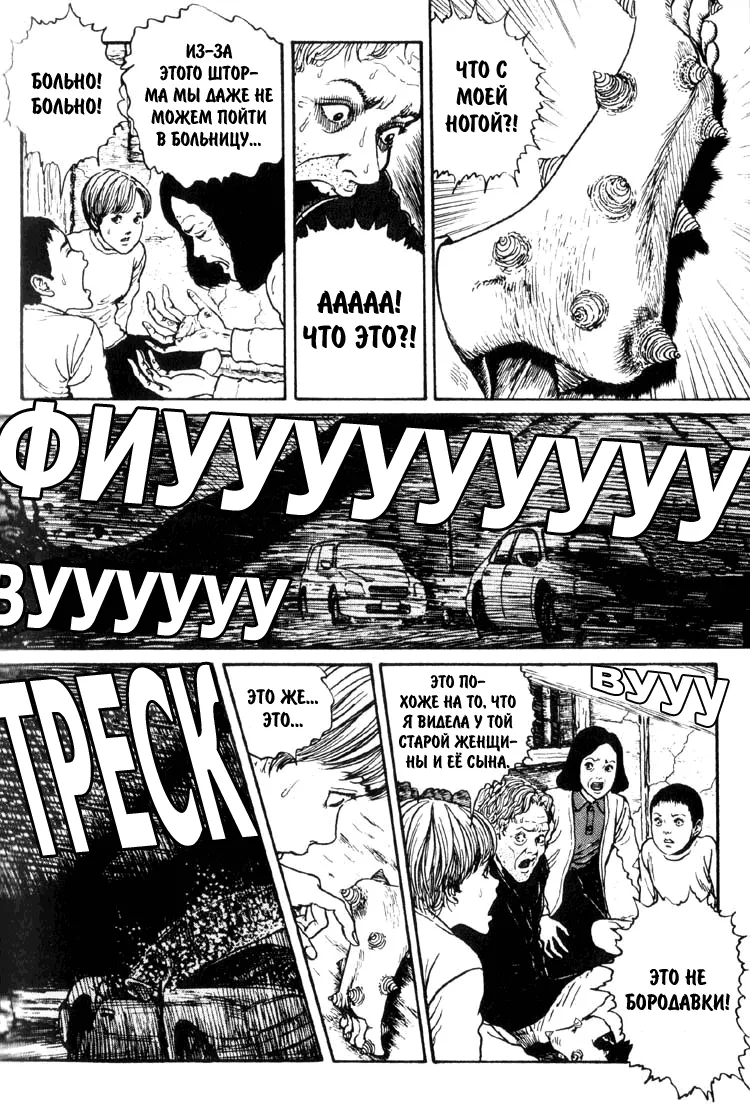 БОЛЬНО!
БОЛЬНО!
ИЗ-ЗА
ЭТОГО ШТОР-
МА МЫ ДАЖЕ НЕ
МОЖЕМ ПОЙТИ
В БОЛЬНИЦУ...
ААААА!
ЧТО ЭТО?!
ЧТО С
МОЕЙ
НОГОЙ?!
ФИУУУУУУУУУУ
ВУУУУУУ
ТРЕСК
ЭТО ЖЕ...
ЭТО...
ЭТО ПО-
ХОЖЕ НА ТО, ЧТО
Я ВИДЕЛА У ТОЙ
СТАРОЙ ЖЕНЩИ-
НЫ И ЕЁ СЫНА.
ВУУУ
ЭТО НЕ
БОРОДАВКИ!